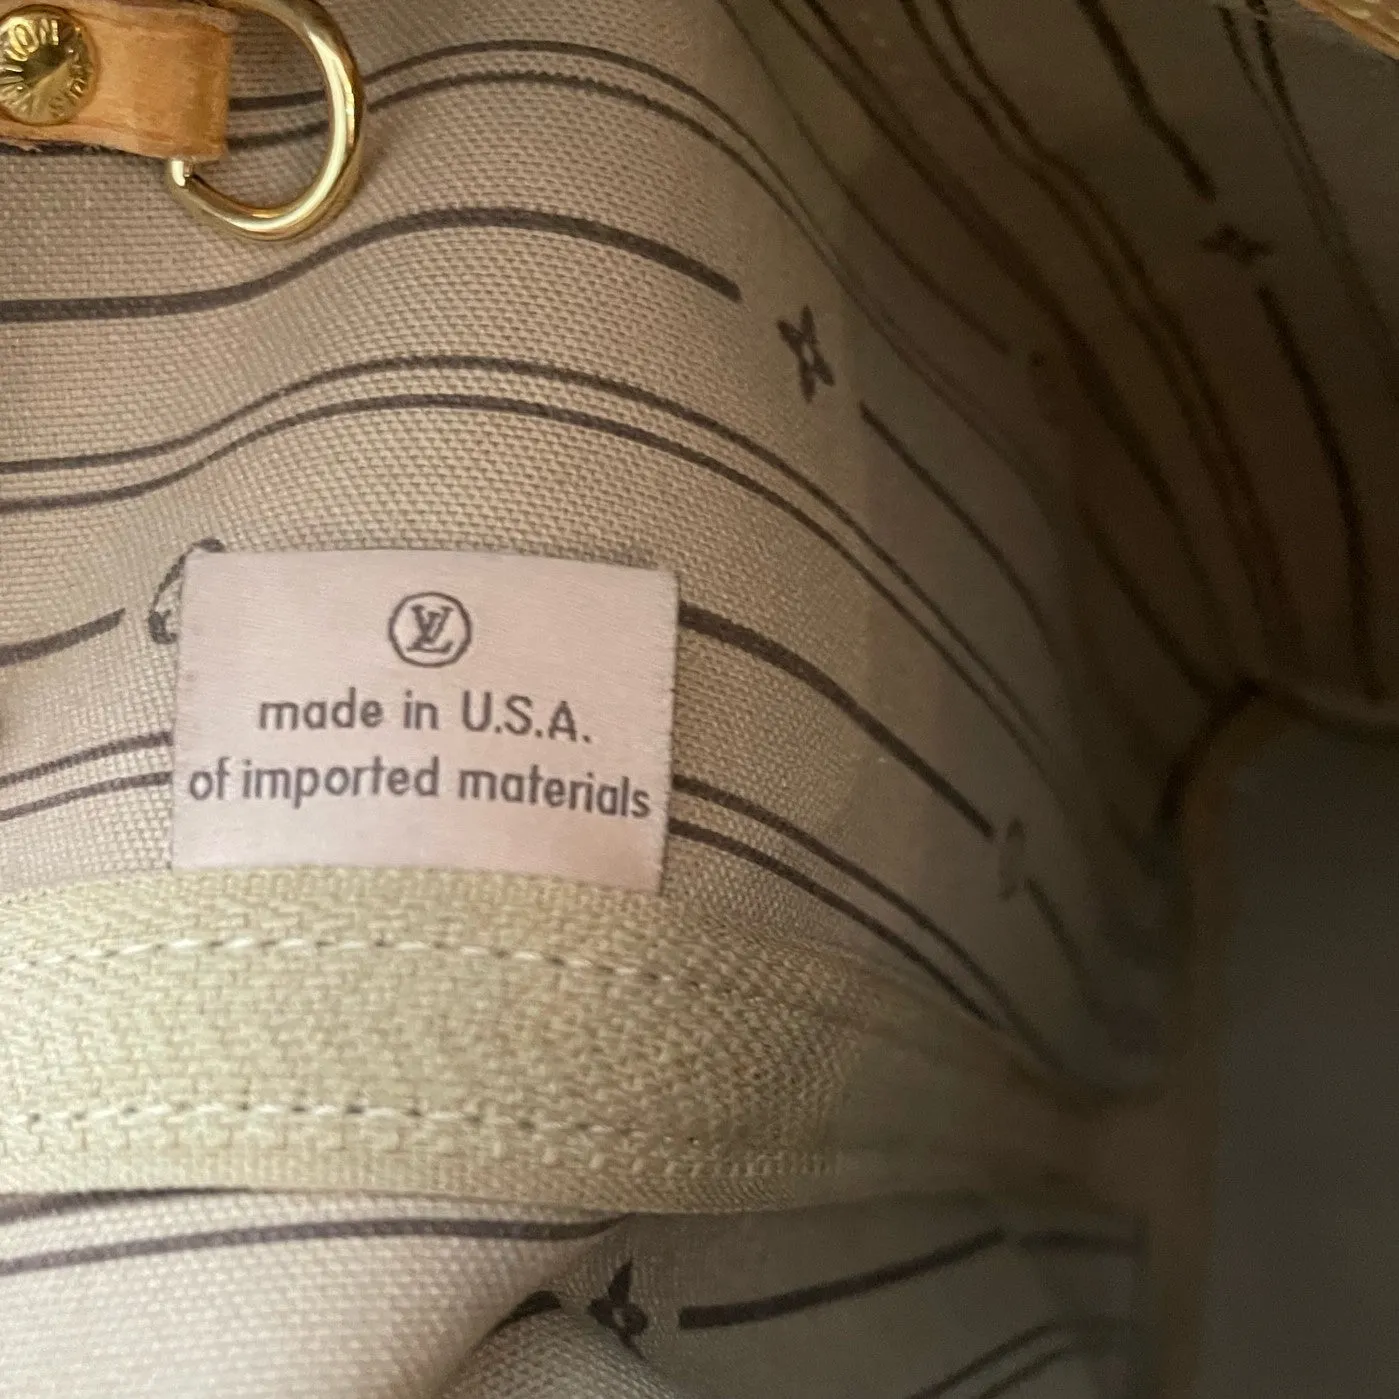 LV
made in U.S.A.
of imported materials